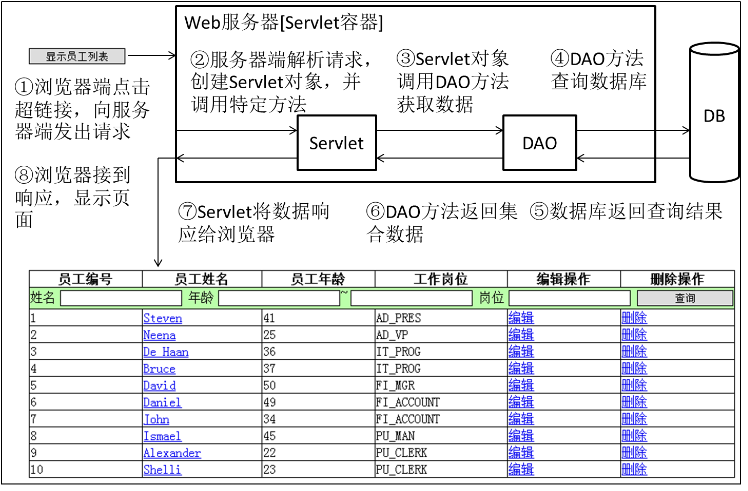 Web服务器[Servlet容器]
显示员工列表
①浏览器端点击
超链接，向服务
器端发出请求
②服务器端解析请求，
创建Servlet对象，并
调用特定方法
③Servlet对象
调用DAO方法
获取数据
④DAO方法
查询数据库
Servlet
DAO
DB
⑤数据库返回查询结果
⑥DAO方法返回集
合数据
⑦Servlet将数据响
应给浏览器
⑧浏览器接到
响应，显示页
面
员工编号 员工姓名 员工年龄 工作岗位 编辑操作 删除操作
姓名 年龄 ~ 岗位 查询
1 Steven 41 AD_PRES 编辑 删除
2 Neena 25 AD_VP 编辑 删除
3 De Haan 36 IT_PROG 编辑 删除
4 Bruce 37 IT_PROG 编辑 删除
5 David 50 FI_MGR 编辑 删除
6 Daniel 49 FI_ACCOUNT 编辑 删除
7 John 34 FI_ACCOUNT 编辑 删除
8 Ismael 45 PU_MAN 编辑 删除
9 Alexander 22 PU_CLERK 编辑 删除
10 Shelli 23 PU_CLERK 编辑 删除